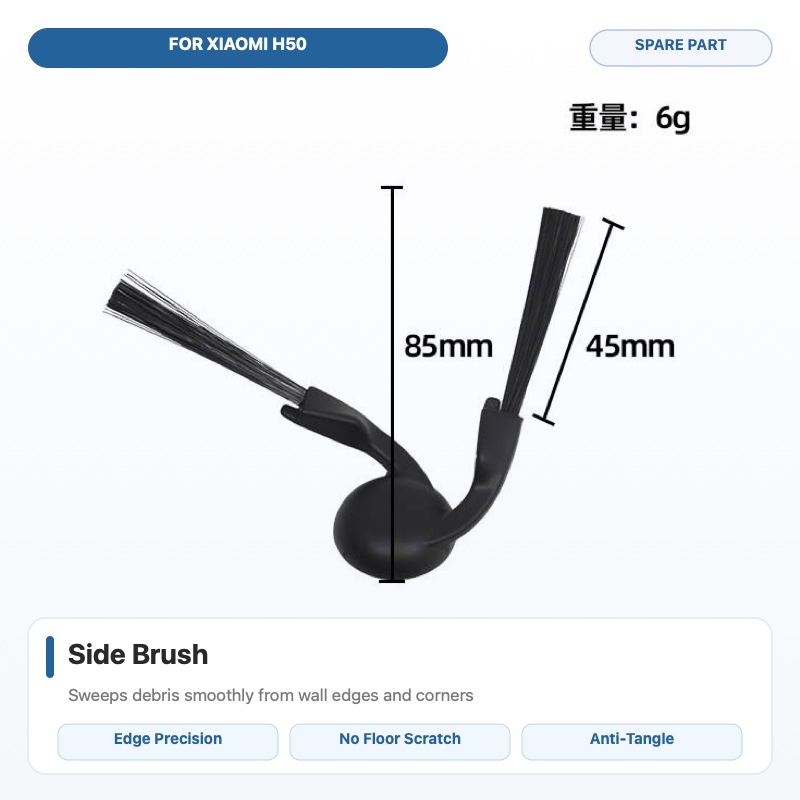 FOR XIAOMI H50
SPARE PART
重量：6g
85mm
45mm
Side Brush
Sweeps debris smoothly from wall edges and corners
Edge Precision
No Floor Scratch
Anti-Tangle